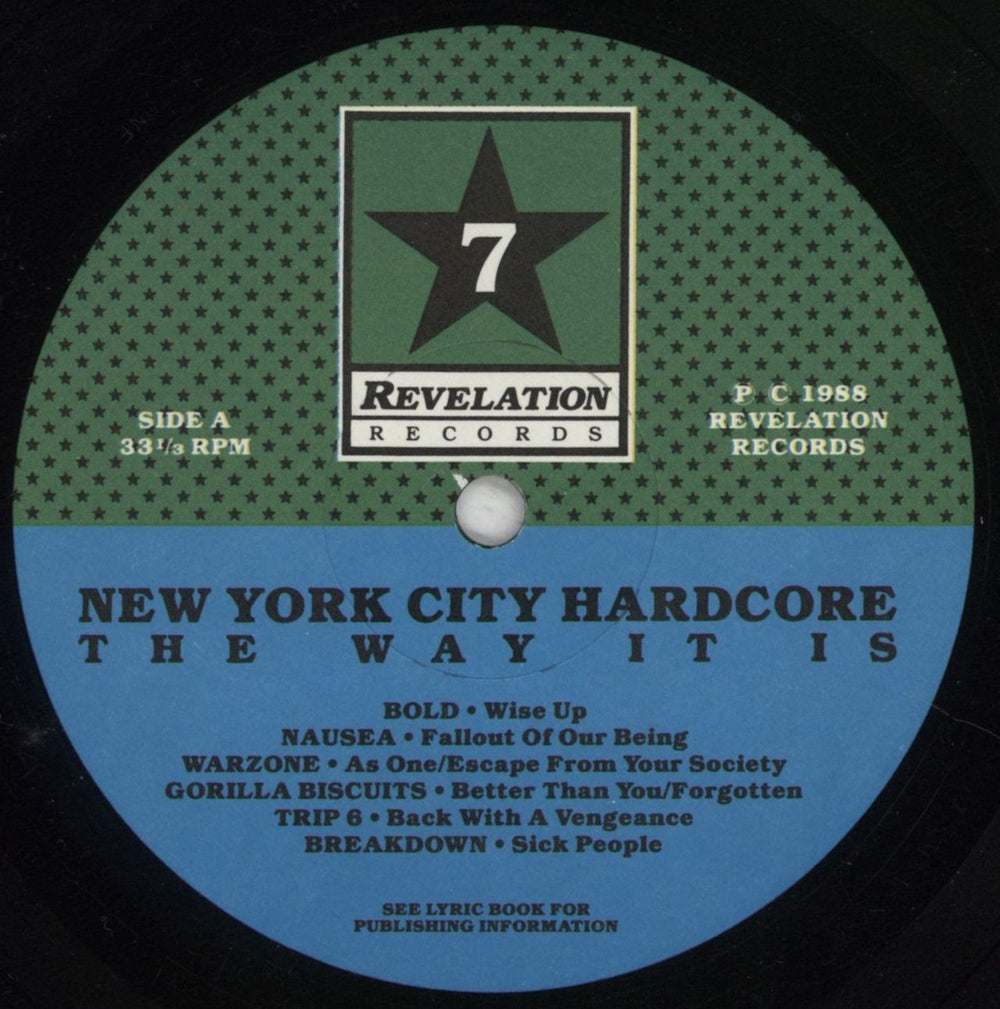 7
REVELATION
RECORDS
SIDE A
33 1/3 RPM
P C 1988
REVELATION
RECORDS
NEW YORK CITY HARDCORE
THE WAY IT IS
BOLD • Wise Up
NAUSEA • Fallout Of Our Being
WARZONE • As One/Escape From Your Society
GORILLA BISCUITS • Better Than You/Forgotten
TRIP 6 • Back With A Vengeance
BREAKDOWN • Sick People
SEE LYRIC BOOK FOR
PUBLISHING INFORMATION